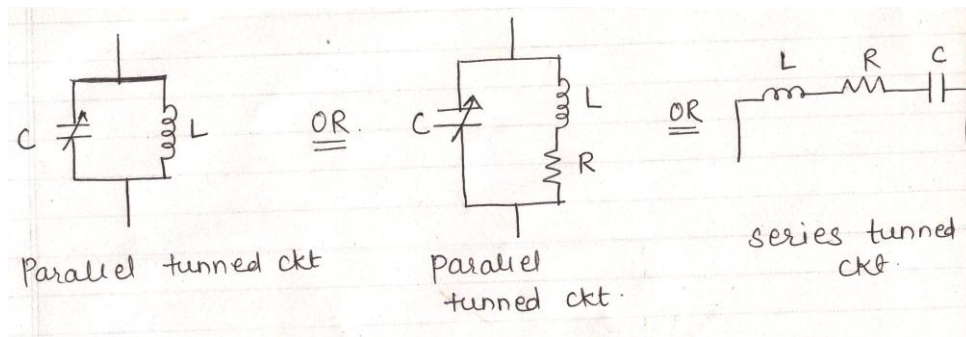 C
L
OR
C
L
R
OR
L R C
Parallel tunned ckt
parallel
tunned ckt.
series tunned
ckt.